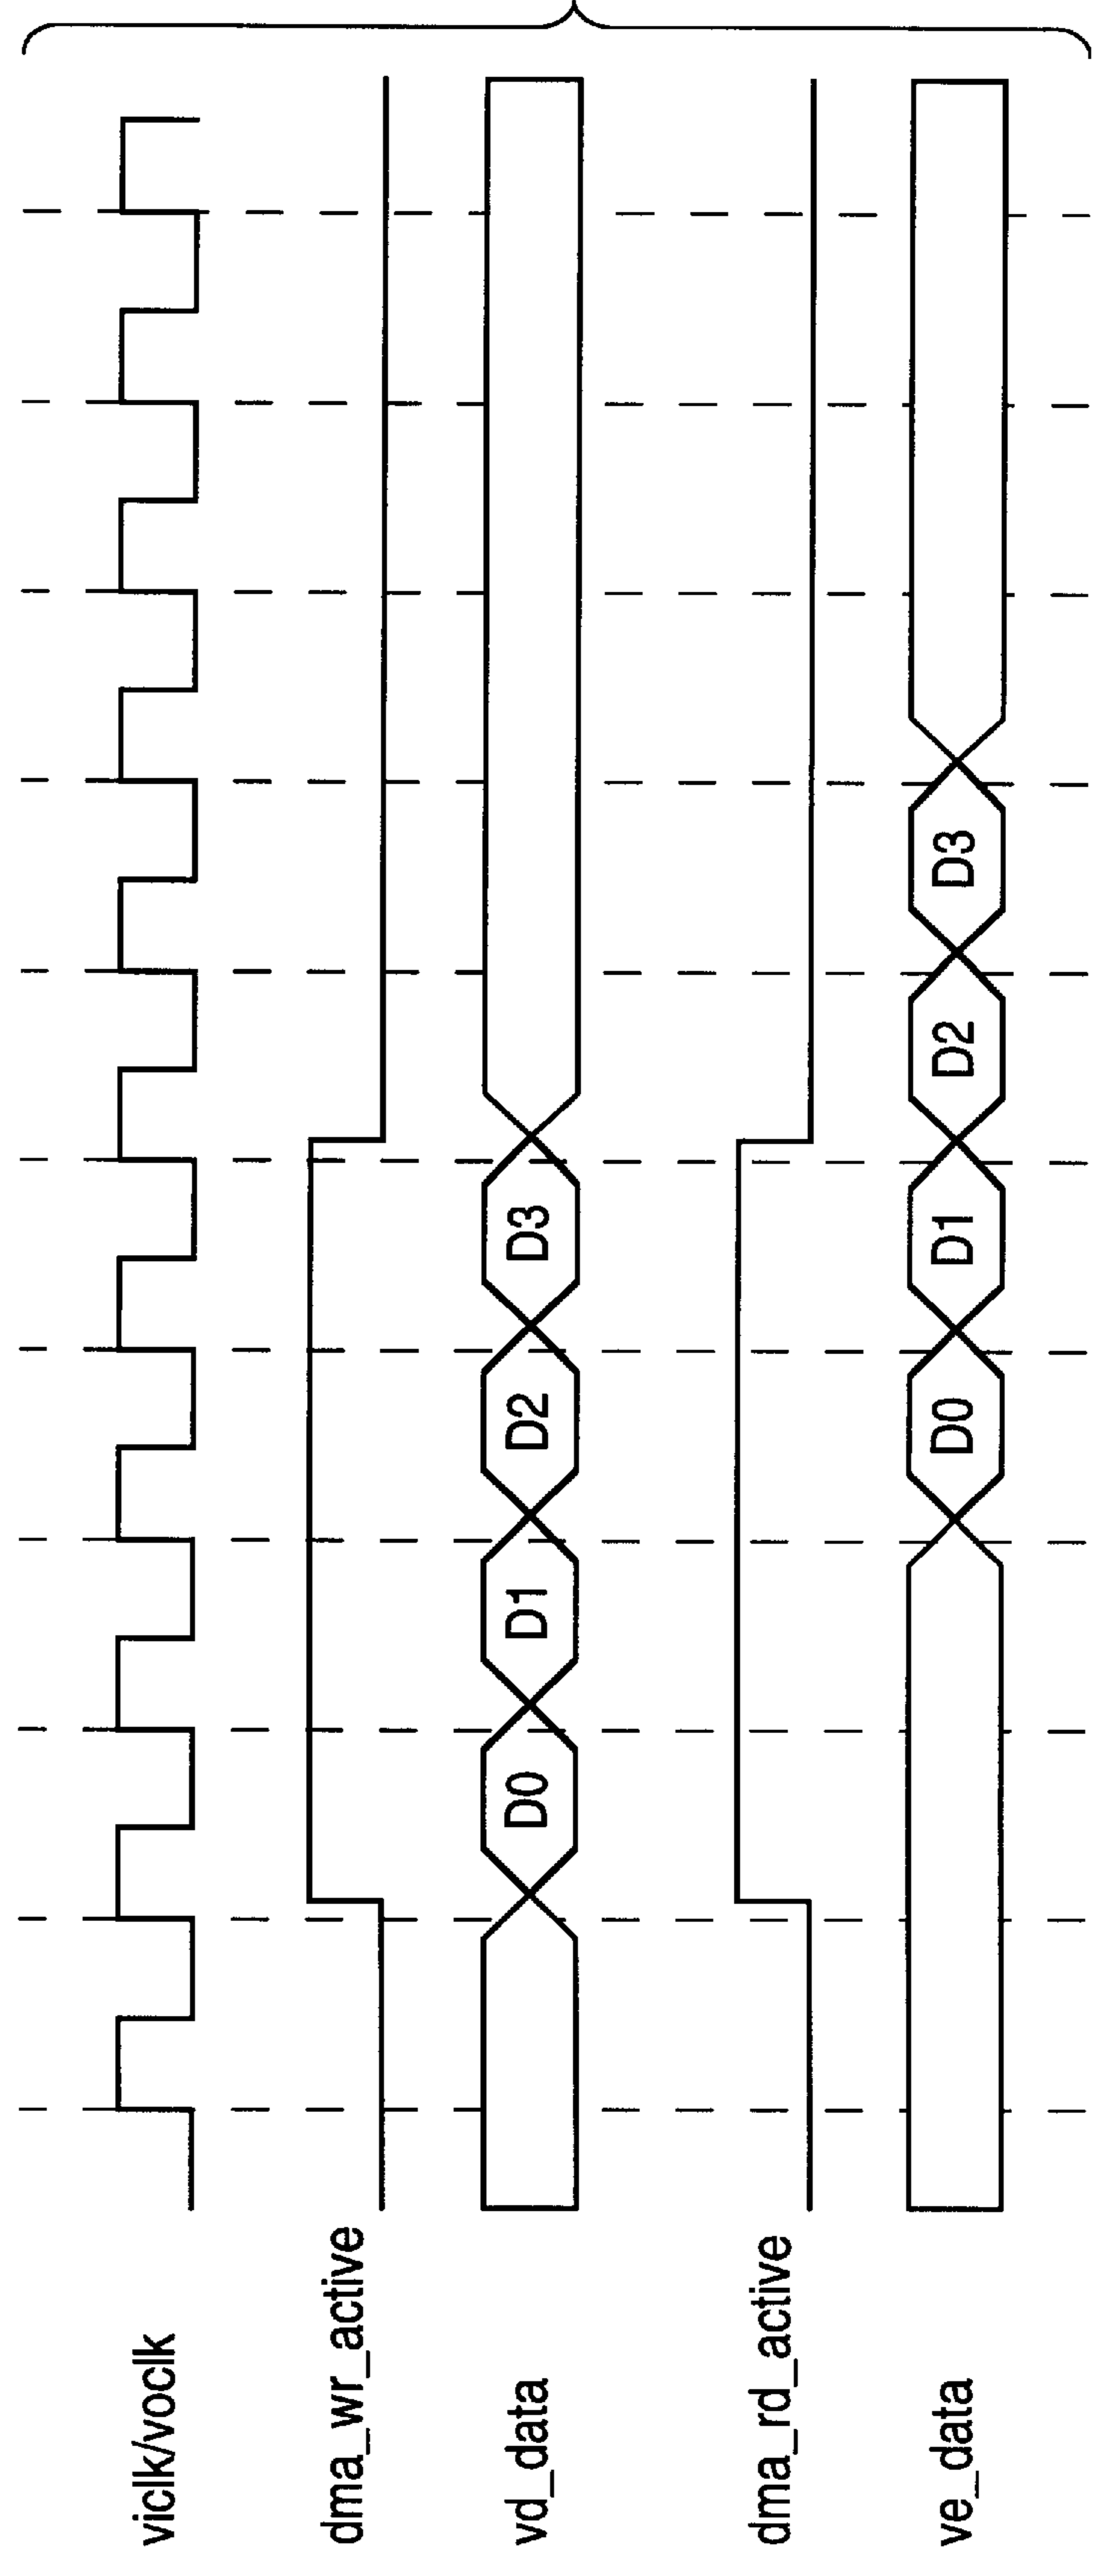 viclk/voclk
dma_wr_active
vd_data D0 D1 D2 D3
dma_rd_active
ve_data D0 D1 D2 D3